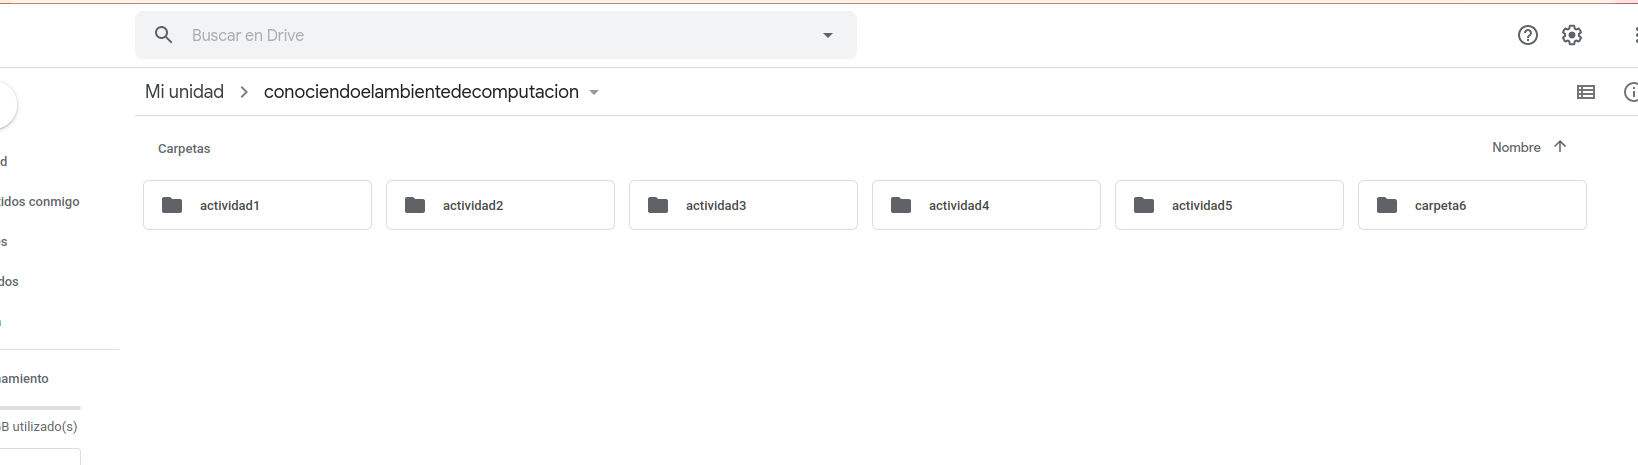 Buscar en Drive
Mi unidad > conociendoelambientedecomputacion
Carpetas
Nombre
actividad1
actividad2
actividad3
actividad4
actividad5
carpeta6
d
idos conmigo
s
dos
amiento
GB utilizado(s)